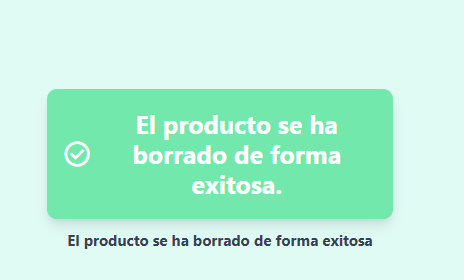 El producto se ha
borrado de forma
exitosa.
El producto se ha borrado de forma exitosa